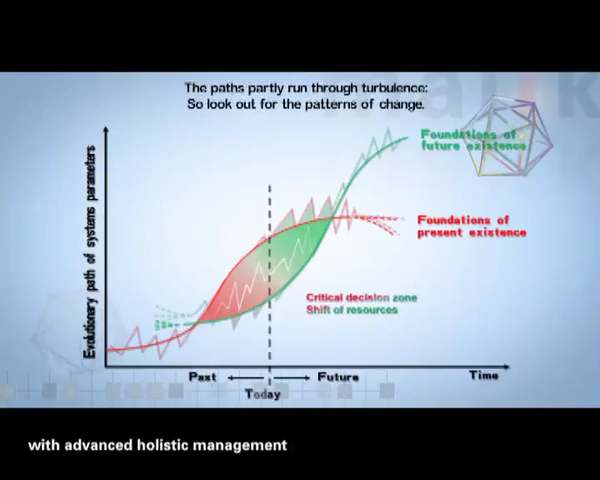 The paths partly run through turbulence:
So look out for the patterns of change.
malik
Foundations of
future existence
Foundations of
present existence
Evolutionary path of systems parameters
Critical decision zone
Shift of resources
Past
Future
Time
Today
with advanced holistic management